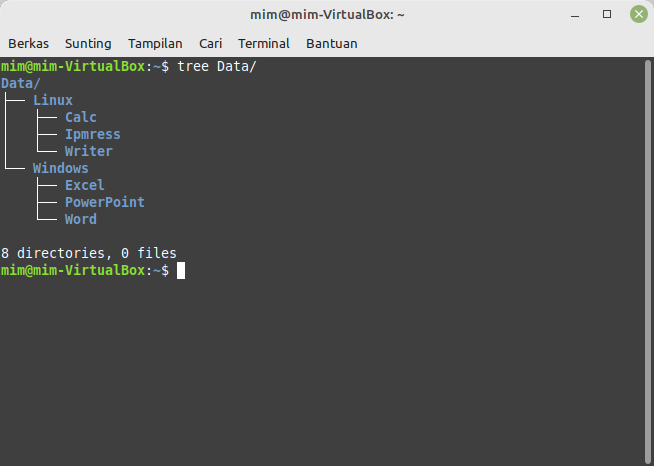 mim@mim-VirtualBox: ~
Berkas Sunting Tampilan Cari Terminal Bantuan
mim@mim-VirtualBox:~$ tree Data/
Data/
├── Linux
│   ├── Calc
│   ├── Ipmress
│   └── Writer
└── Windows
    ├── Excel
    ├── PowerPoint
    └── Word
8 directories, 0 files
mim@mim-VirtualBox:~$